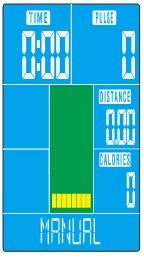 TIME PULSE
0:00 0
DISTANCE
0.00
CALORIES
0
MANUAL